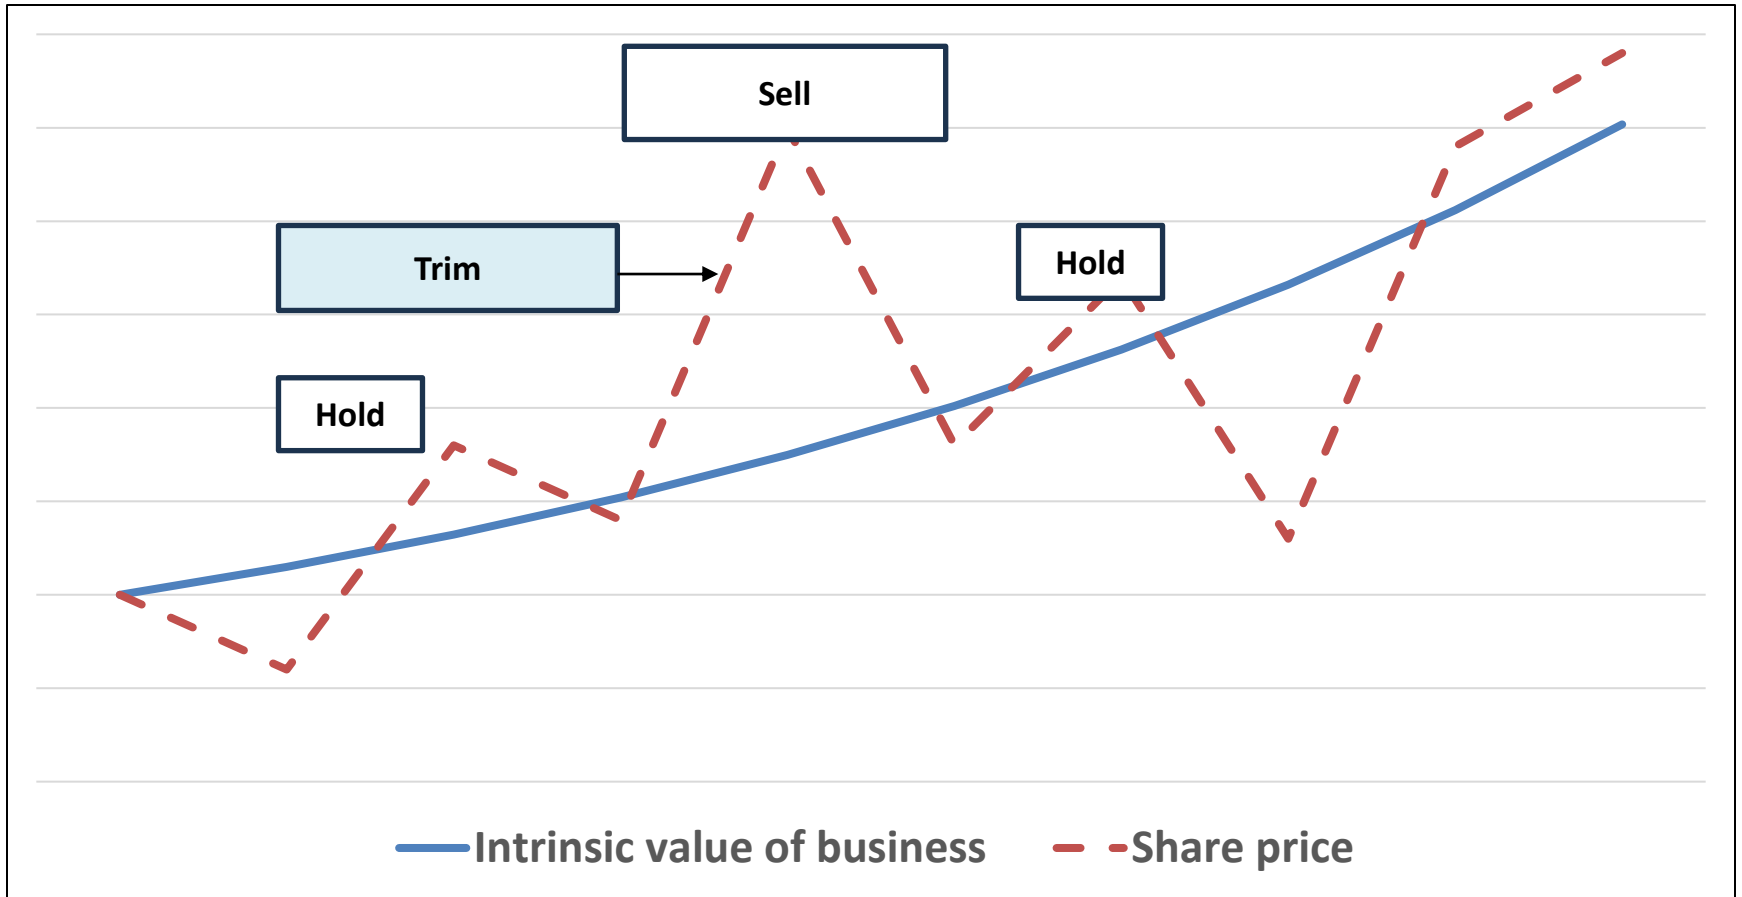 Sell
Trim
Hold
Hold
Intrinsic value of business
Share price